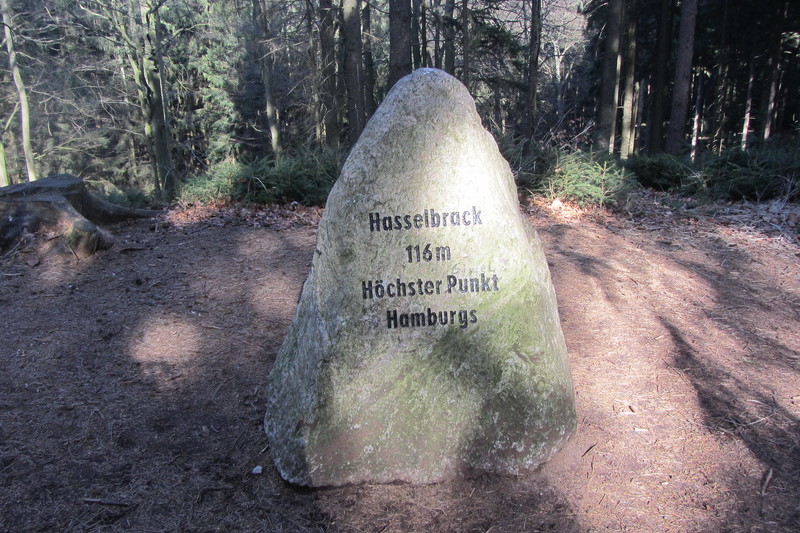 Hasselbrack
116m
Höchster Punkt
Hamburgs